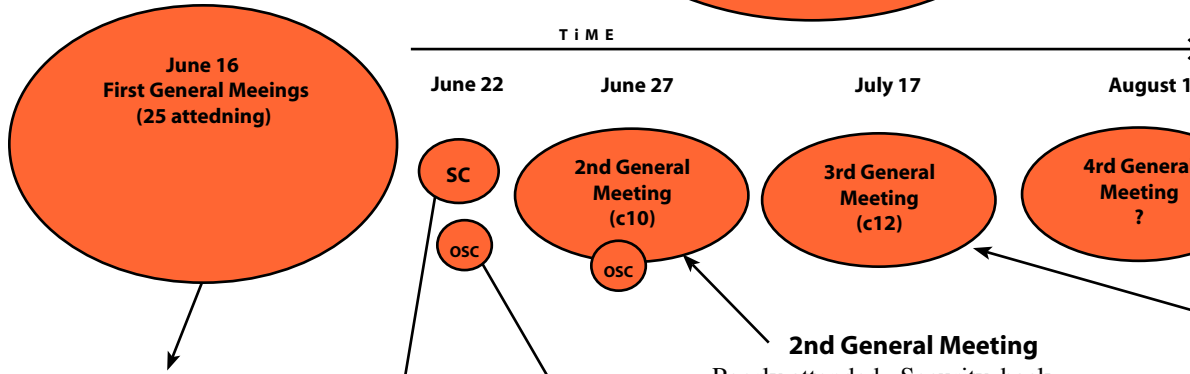 June 16
First General Meeings
(25 attedning)
TiME
June 22
June 27
July 17
August 1
SC
osc
2nd General
Meeting
(c10)
osc
3rd General
Meeting
(c12)
4rd Genera
Meeting
?
2nd General Meeting